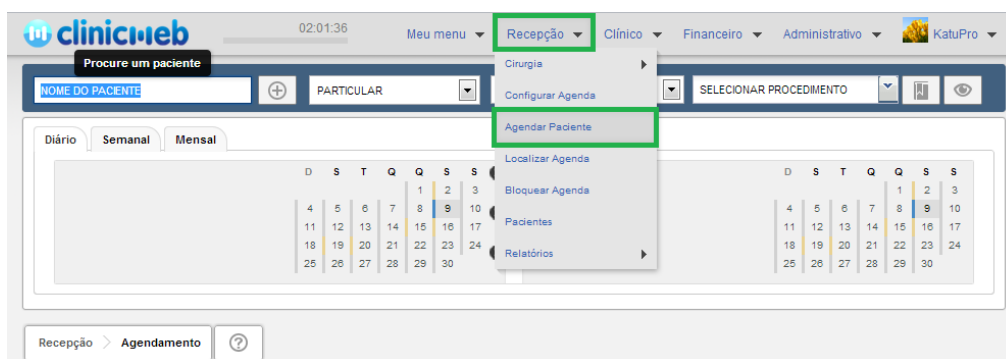 clinicweb 02:01:36 Meu menu Recepção Clínico Financeiro Administrativo KatuPro
Procure um paciente
NOME DO PACIENTE PARTICULAR SELECIONAR PROCEDIMENTO
Cirurgia
Configurar Agenda
Agendar Paciente
Localizar Agenda
Bloquear Agenda
Pacientes
Relatórios
Diário Semanal Mensal
D S T Q Q S S
1 2 3
4 5 6 7 8 9 10
11 12 13 14 15 16 17
18 19 20 21 22 23 24
25 26 27 28 29 30
D S T Q Q S S
1 2 3
4 5 6 7 8 9 10
11 12 13 14 15 16 17
18 19 20 21 22 23 24
25 26 27 28 29 30
Recepção Agendamento ?